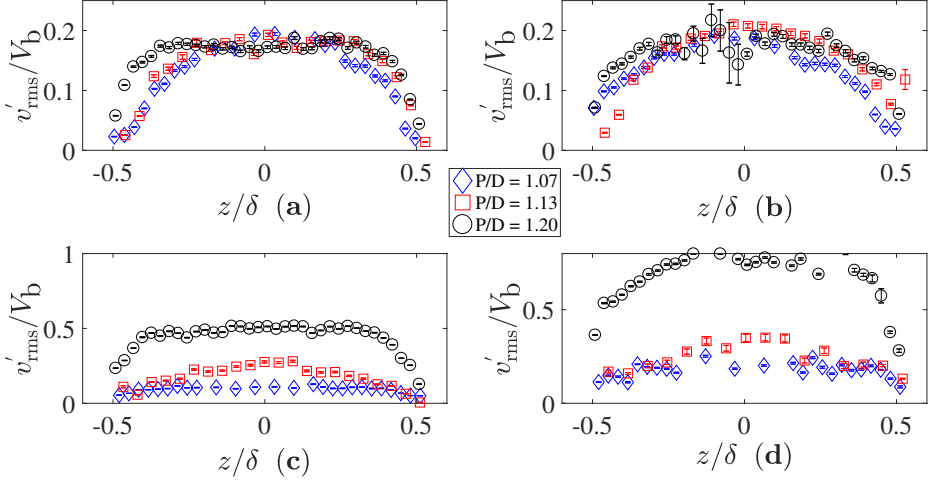 0.2
0.1
0
v′rms/Vb
-0.5 0 0.5
z/δ (a)
0.2
0.1
0
v′rms/Vb
-0.5 0 0.5
z/δ (b)
P/D = 1.07
P/D = 1.13
P/D = 1.20
1
0.5
0
v′rms/Vb
-0.5 0 0.5
z/δ (c)
0.5
0
v′rms/Vb
-0.5 0 0.5
z/δ (d)